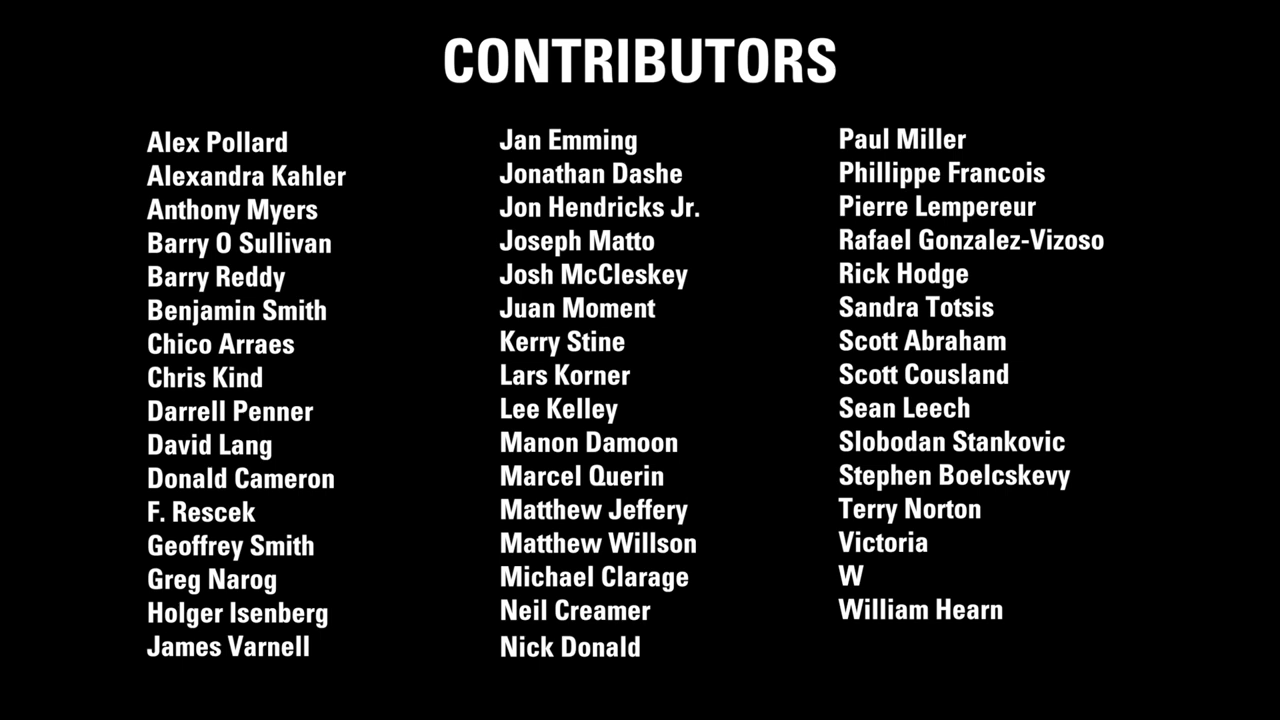 CONTRIBUTORS
Alex Pollard
Alexandra Kahler
Anthony Myers
Barry O Sullivan
Barry Reddy
Benjamin Smith
Chico Arraes
Chris Kind
Darrell Penner
David Lang
Donald Cameron
F. Rescek
Geoffrey Smith
Greg Narog
Holger Isenberg
James Varnell
Jan Emming
Jonathan Dashe
Jon Hendricks Jr.
Joseph Matto
Josh McCleskey
Juan Moment
Kerry Stine
Lars Korner
Lee Kelley
Manon Damoon
Marcel Querin
Matthew Jeffery
Matthew Willson
Michael Clarage
Neil Creamer
Nick Donald
Paul Miller
Phillippe Francois
Pierre Lempereur
Rafael Gonzalez-Vizoso
Rick Hodge
Sandra Totsis
Scott Abraham
Scott Cousland
Sean Leech
Slobodan Stankovic
Stephen Boelcskevy
Terry Norton
Victoria
W
William Hearn